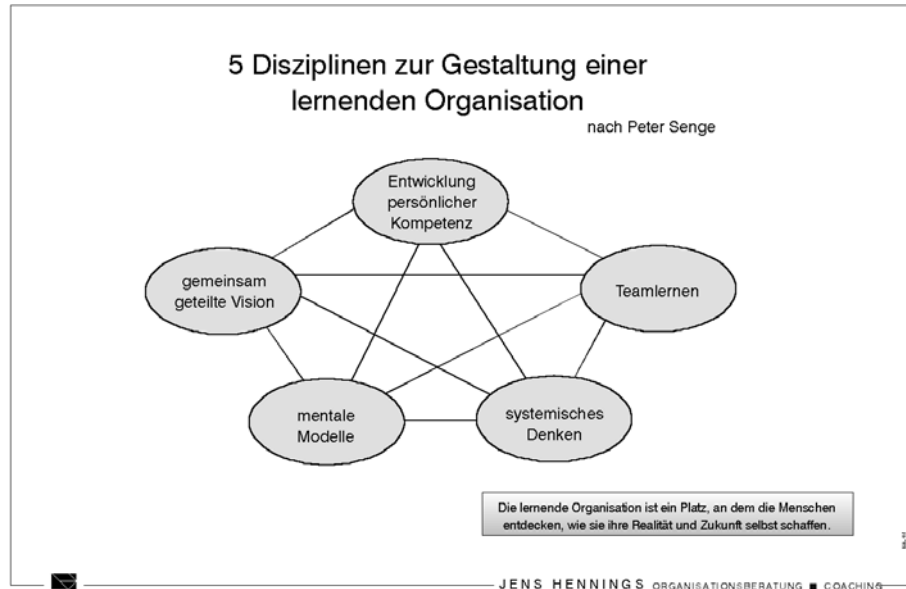 5 Disziplinen zur Gestaltung einer
lernenden Organisation
nach Peter Senge
Entwicklung
persönlicher
Kompetenz
gemeinsam
geteilte Vision
Teamlernen
mentale
Modelle
systemisches
Denken
Die lernende Organisation ist ein Platz, an dem die Menschen
entdecken, wie sie ihre Realität und Zukunft selbst schaffen.
JENS HENNINGS ORGANISATIONSBERATUNG ■ COACHING